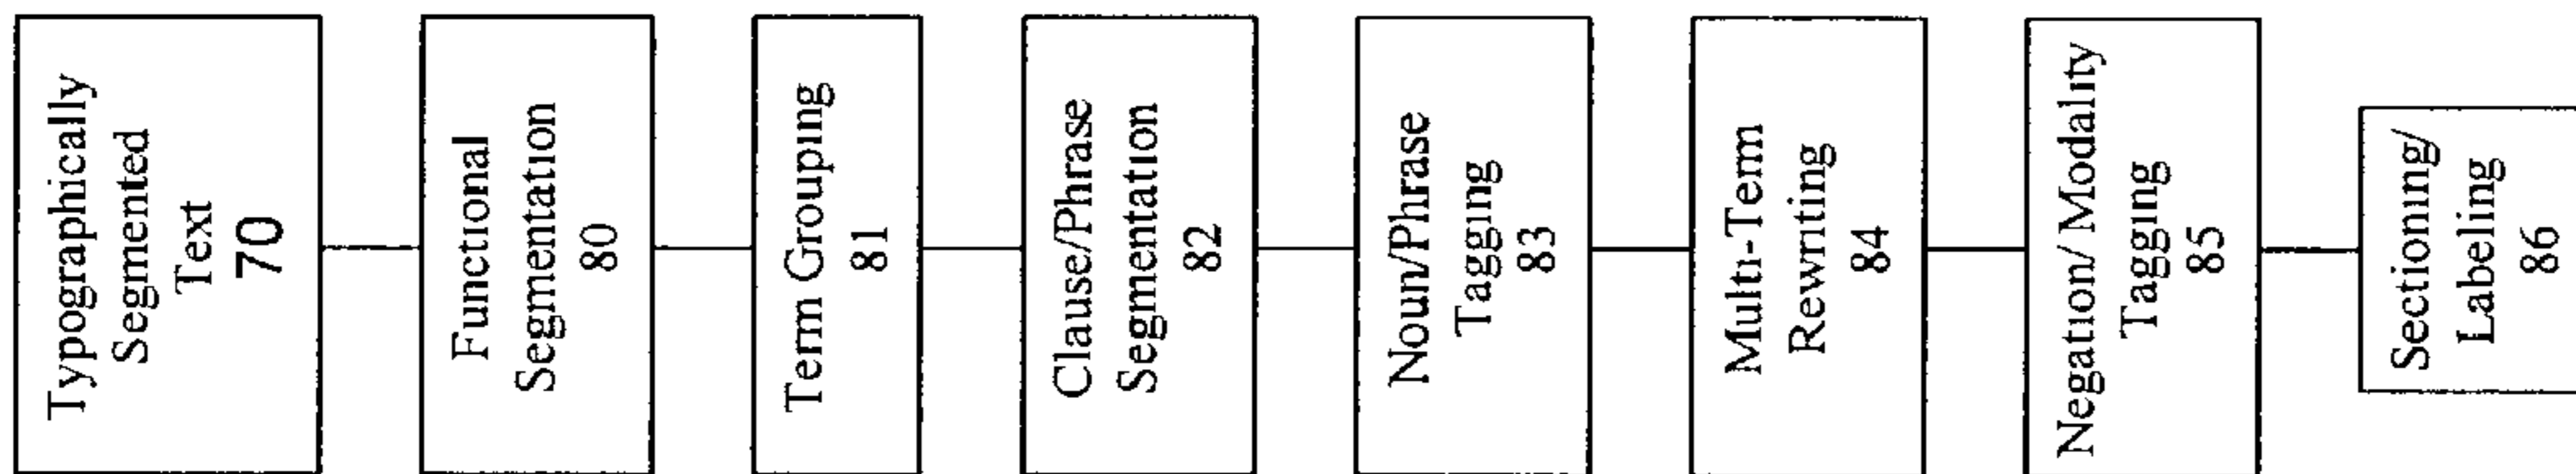 Typographically
Segmented
Text
70
Functional
Segmentation
80
Term Grouping
81
Clause/Phrase
Segmentation
82
Noun/Phrase
Tagging
83
Multi-Term
Rewriting
84
Negation/Modality
Tagging
85
Sectioning/
Labeling
86